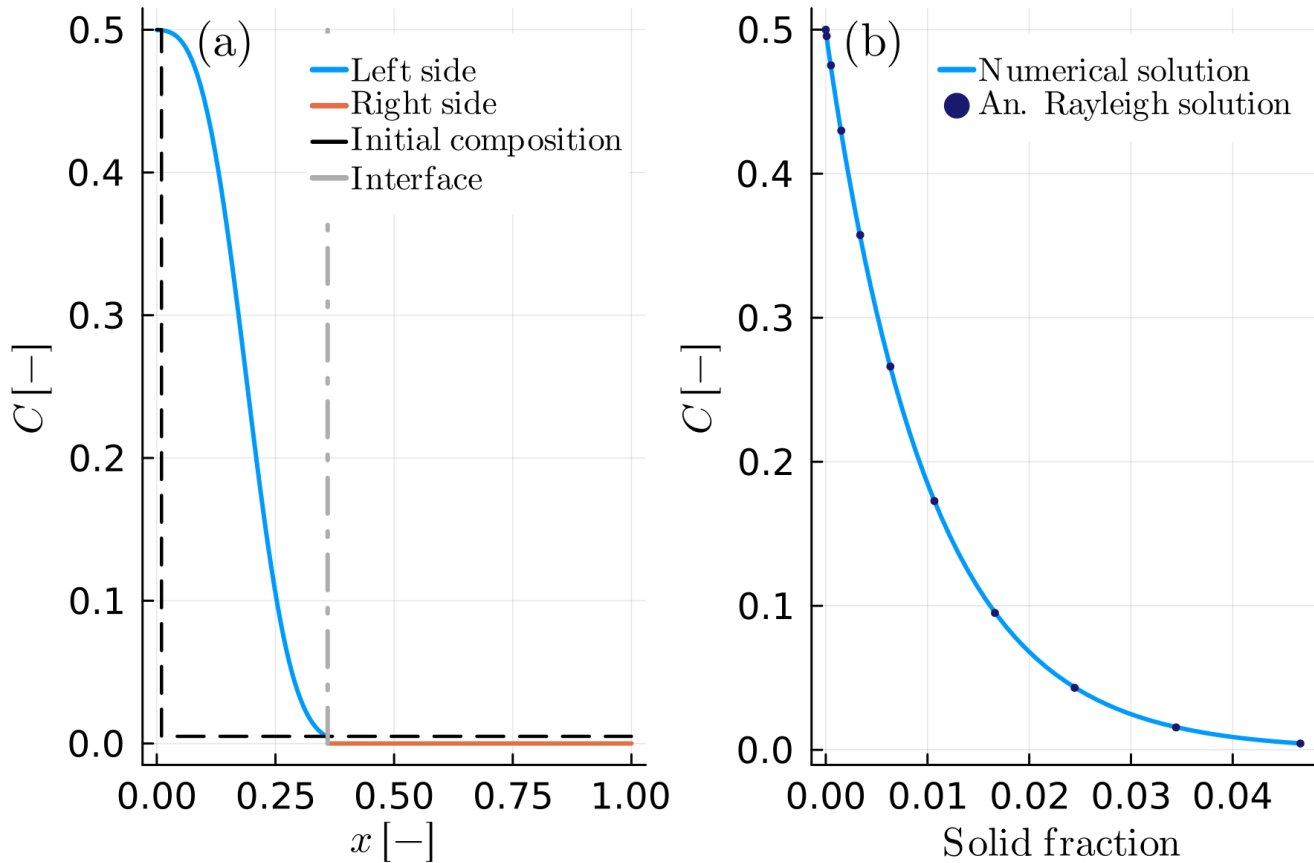 (a)
Left side
Right side
Initial composition
Interface
0.5
0.4
0.3
0.2
0.1
0.0
C [−]
0.00 0.25 0.50 0.75 1.00
x [−]
(b)
Numerical solution
An. Rayleigh solution
0.5
0.4
0.3
0.2
0.1
0.0
C [−]
0.00 0.01 0.02 0.03 0.04
Solid fraction